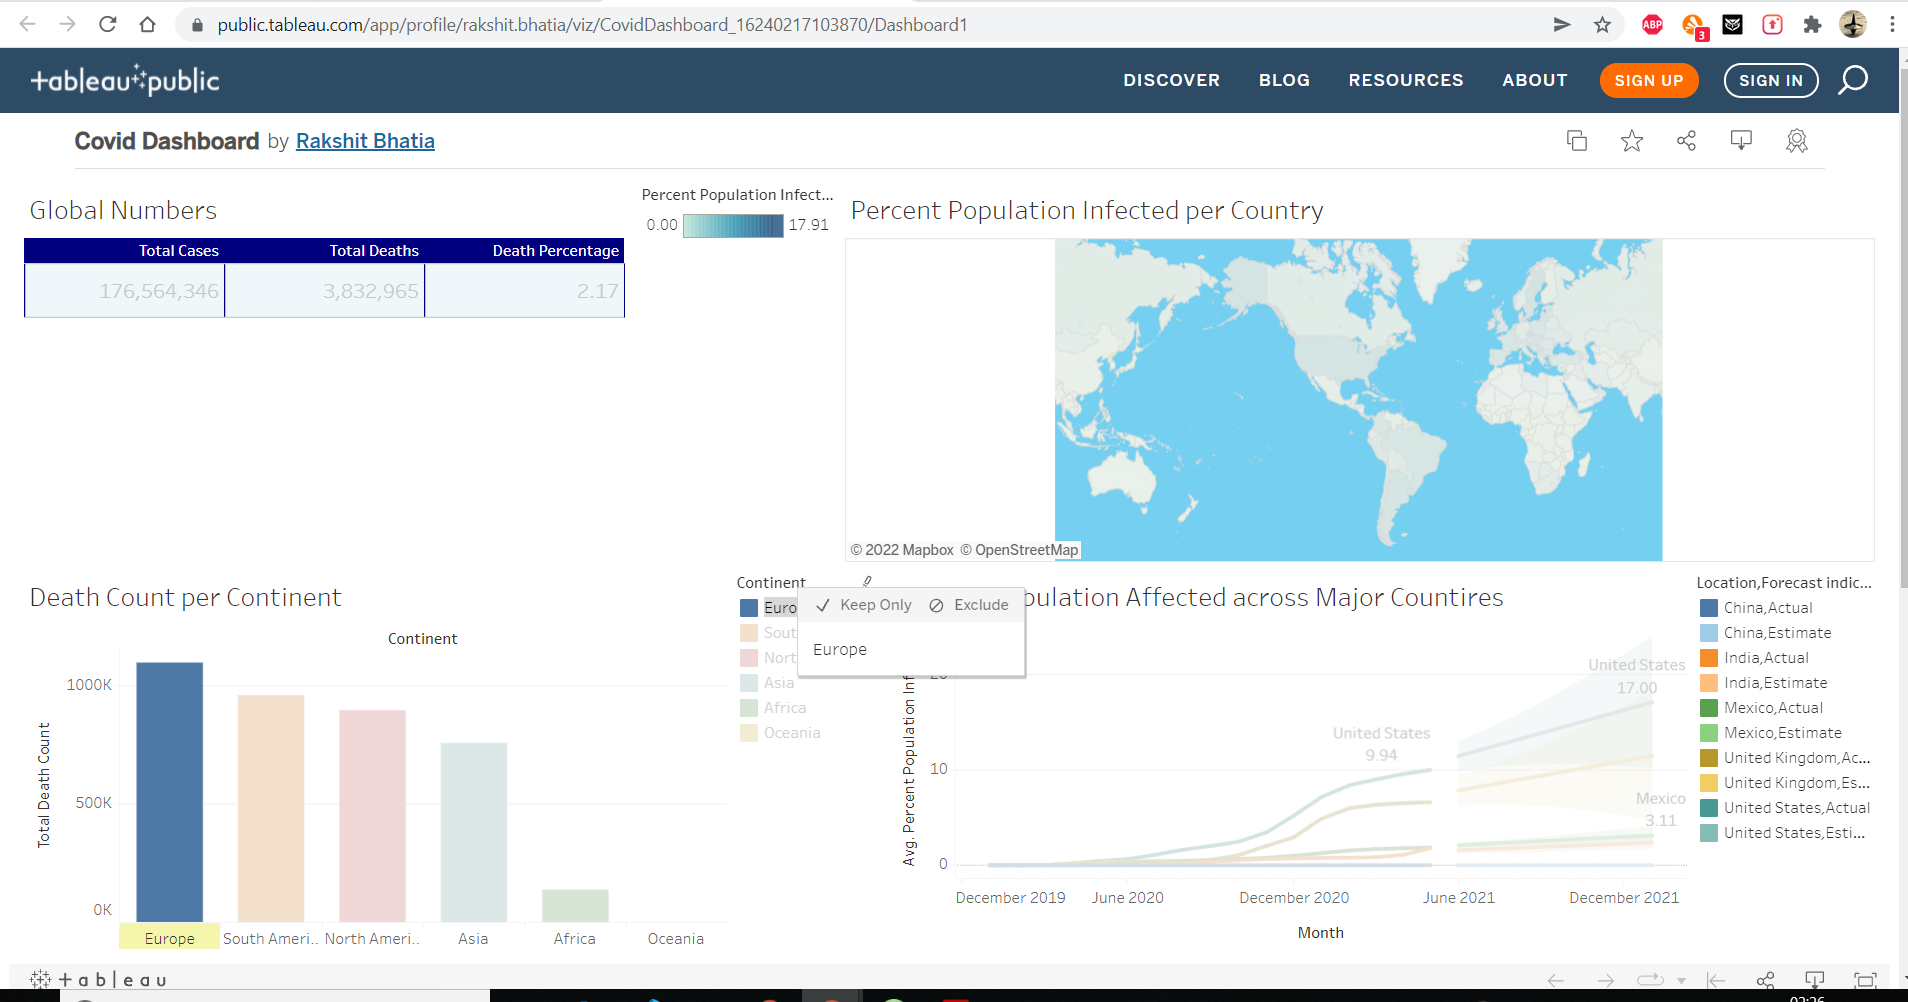 public.tableau.com/app/profile/rakshit.bhatia/viz/CovidDashboard_16240217103870/Dashboard1
ABP
3
+ableau public
DISCOVER BLOG RESOURCES ABOUT SIGN UP SIGN IN
Covid Dashboard by Rakshit Bhatia
Global Numbers
Total Cases Total Deaths Death Percentage
176,564,346 3,832,965 2.17
Percent Population Infect...
0.00 17.91
Percent Population Infected per Country
© 2022 Mapbox © OpenStreetMap
Death Count per Continent
Continent
Total Death Count
1000K
500K
0K
Europe South Ameri.. North Ameri.. Asia Africa Oceania
Continent
Euro
Sout
Nort
Asia
Africa
Oceania
Keep Only Exclude
Europe
pulation Affected across Major Countires
Avg. Percent Population Inf
20
10
0
United States
17.00
United States
9.94
Mexico
3.11
December 2019 June 2020 December 2020 June 2021 December 2021
Month
Location,Forecast indic...
China,Actual
China,Estimate
India,Actual
India,Estimate
Mexico,Actual
Mexico,Estimate
United Kingdom,Ac...
United Kingdom,Es...
United States,Actual
United States,Esti...
+ableau